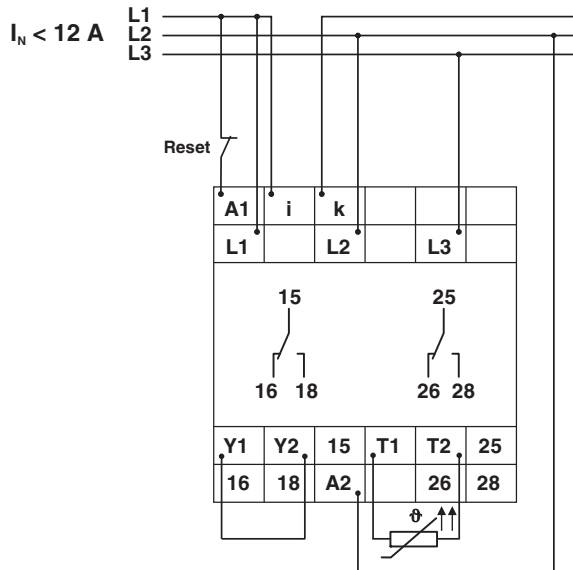 L1
I_N < 12 A L2
L3
Reset
A1 i k
L1 L2 L3
15 25
16 18 26 28
Y1 Y2 15 T1 T2 25
16 18 A2 26 28
ϑ